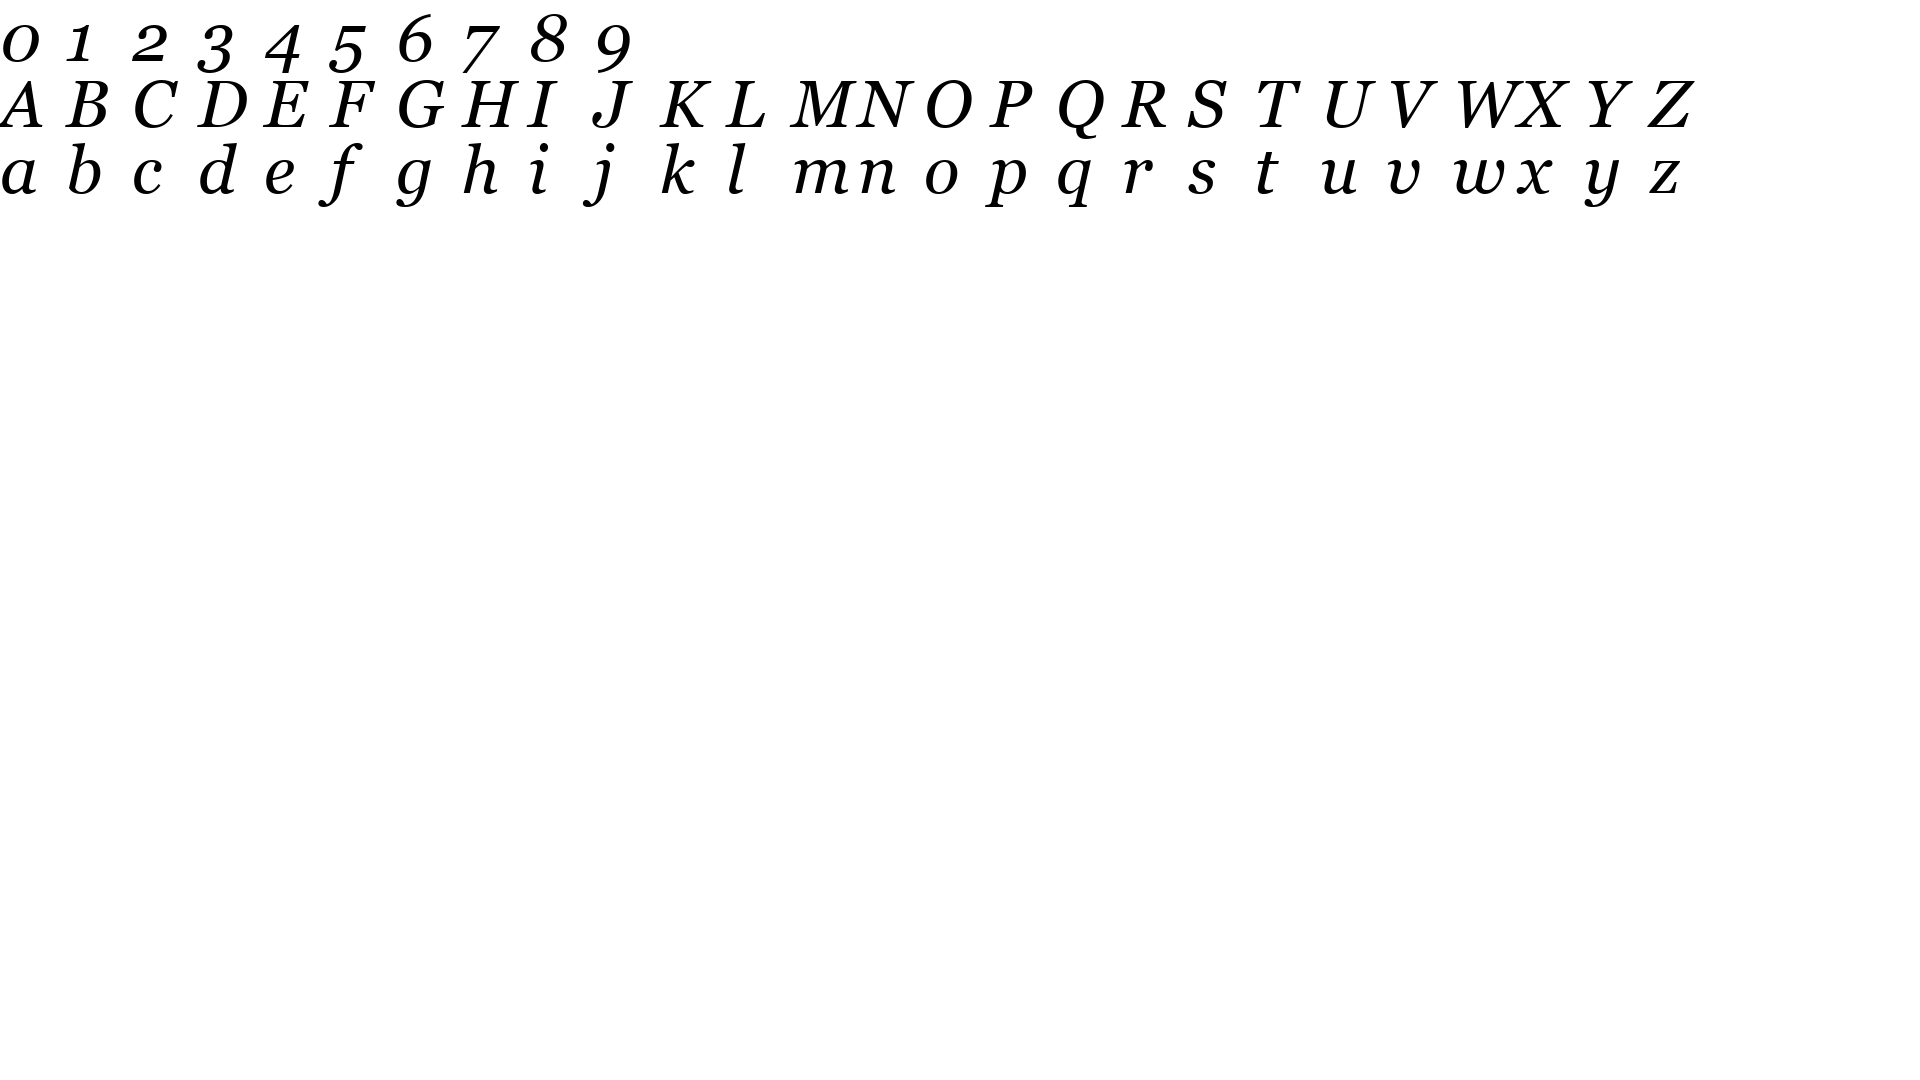 0 1 2 3 4 5 6 7 8 9
A B C D E F G H I J K L M N O P Q R S T U V W X Y Z
a b c d e f g h i j k l m n o p q r s t u v w x y z